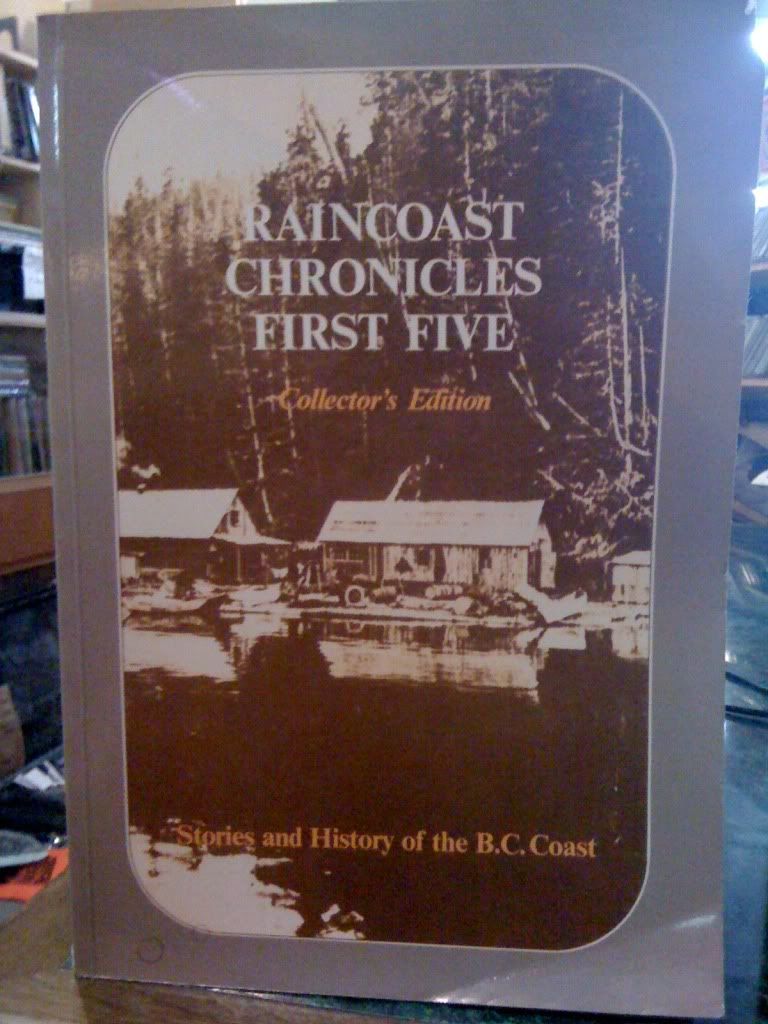 RAINCOAST
CHRONICLES
FIRST FIVE
Collector's Edition
Stories and History of the B.C. Coast